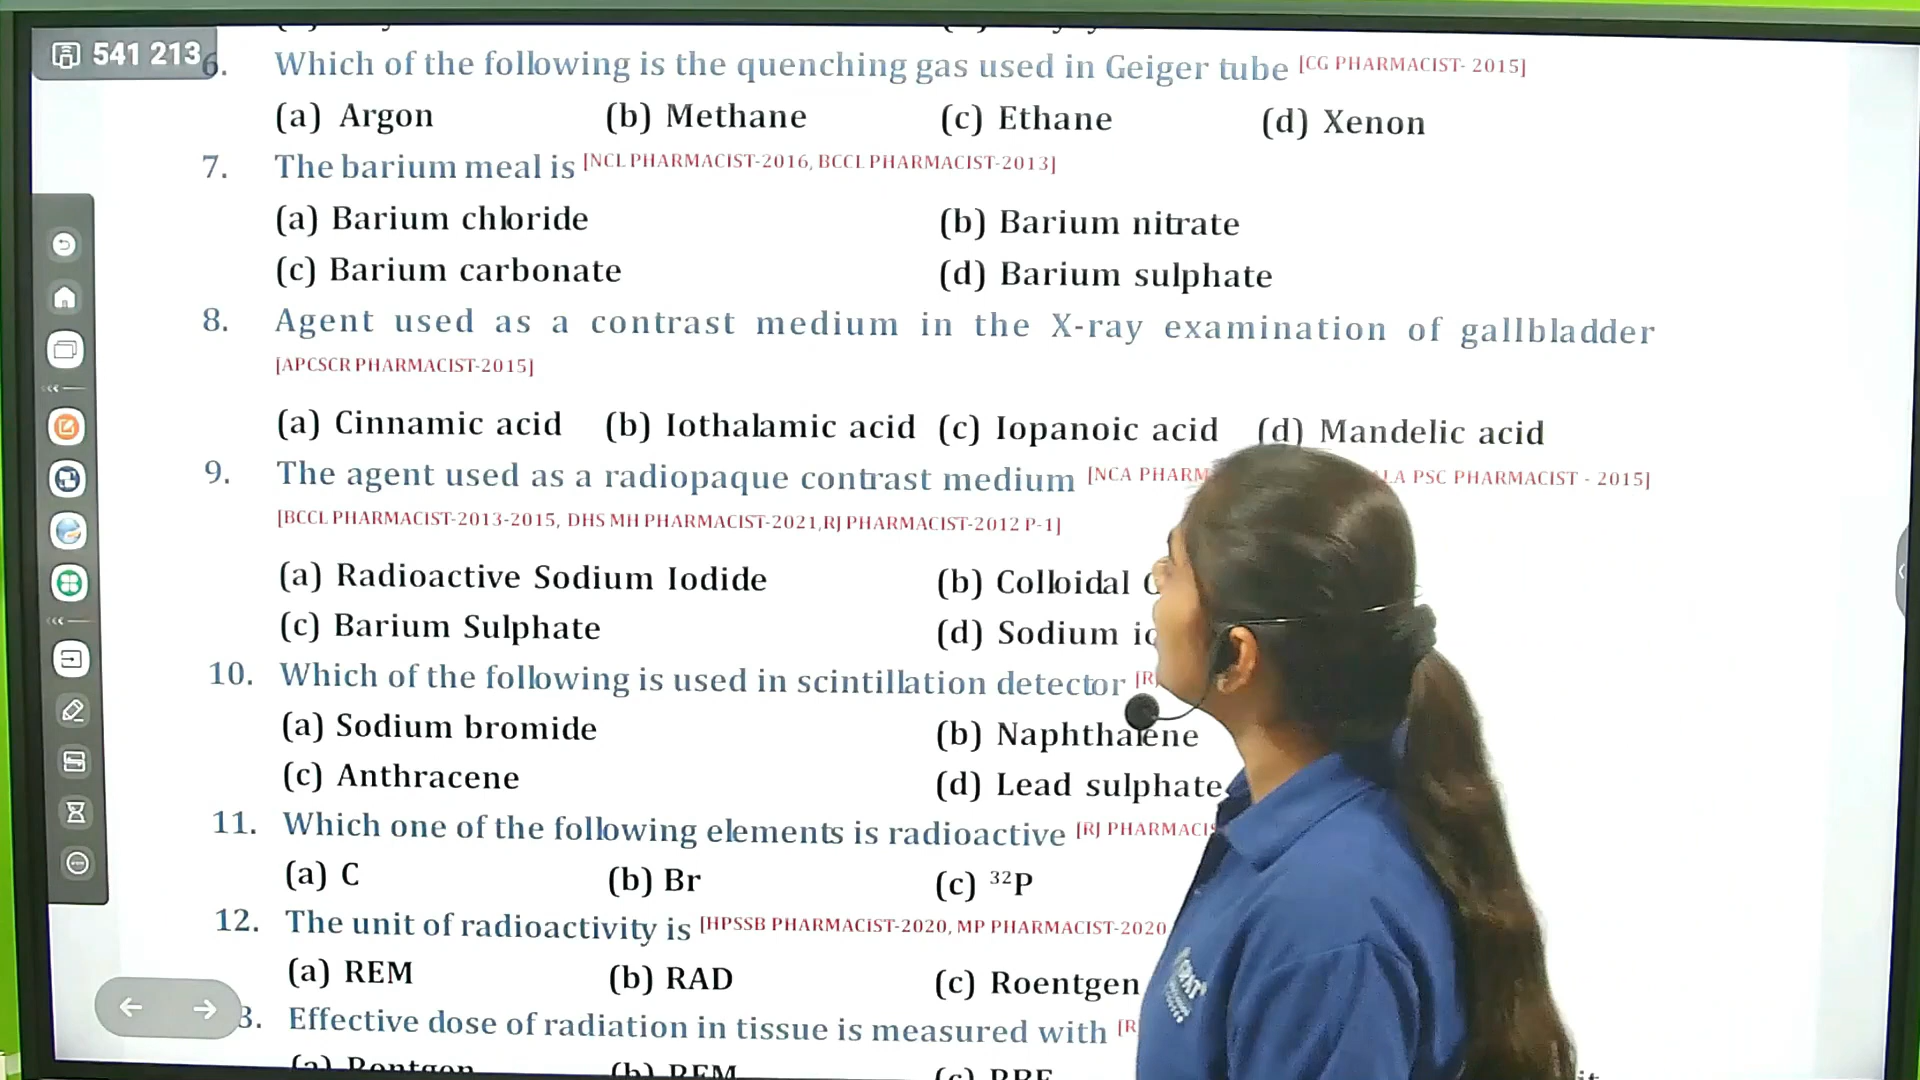 541 213
6. Which of the following is the quenching gas used in Geiger tube [CG PHARMACIST- 2015]
(a) Argon (b) Methane (c) Ethane (d) Xenon
7. The barium meal is [NCL PHARMACIST-2016, BCCL PHARMACIST-2013]
(a) Barium chloride (b) Barium nitrate
(c) Barium carbonate (d) Barium sulphate
8. Agent used as a contrast medium in the X-ray examination of gallbladder
[APCSCR PHARMACIST-2015]
(a) Cinnamic acid (b) Iothalamic acid (c) Iopanoic acid (d) Mandelic acid
9. The agent used as a radiopaque contrast medium [NCA PHARM LA PSC PHARMACIST - 2015]
[BCCL PHARMACIST-2013-2015, DHS MH PHARMACIST-2021,RJ PHARMACIST-2012 P-1]
(a) Radioactive Sodium Iodide (b) Colloidal
(c) Barium Sulphate (d) Sodium
10. Which of the following is used in scintillation detector [R
(a) Sodium bromide (b) Naphthalene
(c) Anthracene (d) Lead sulphate
11. Which one of the following elements is radioactive [RJ PHARMACIS
(a) C (b) Br (c) ³²P
12. The unit of radioactivity is [HPSSB PHARMACIST-2020, MP PHARMACIST-2020
(a) REM (b) RAD (c) Roentgen
3. Effective dose of radiation in tissue is measured with [R
(a) Rontgen (b) REM (c) RBE